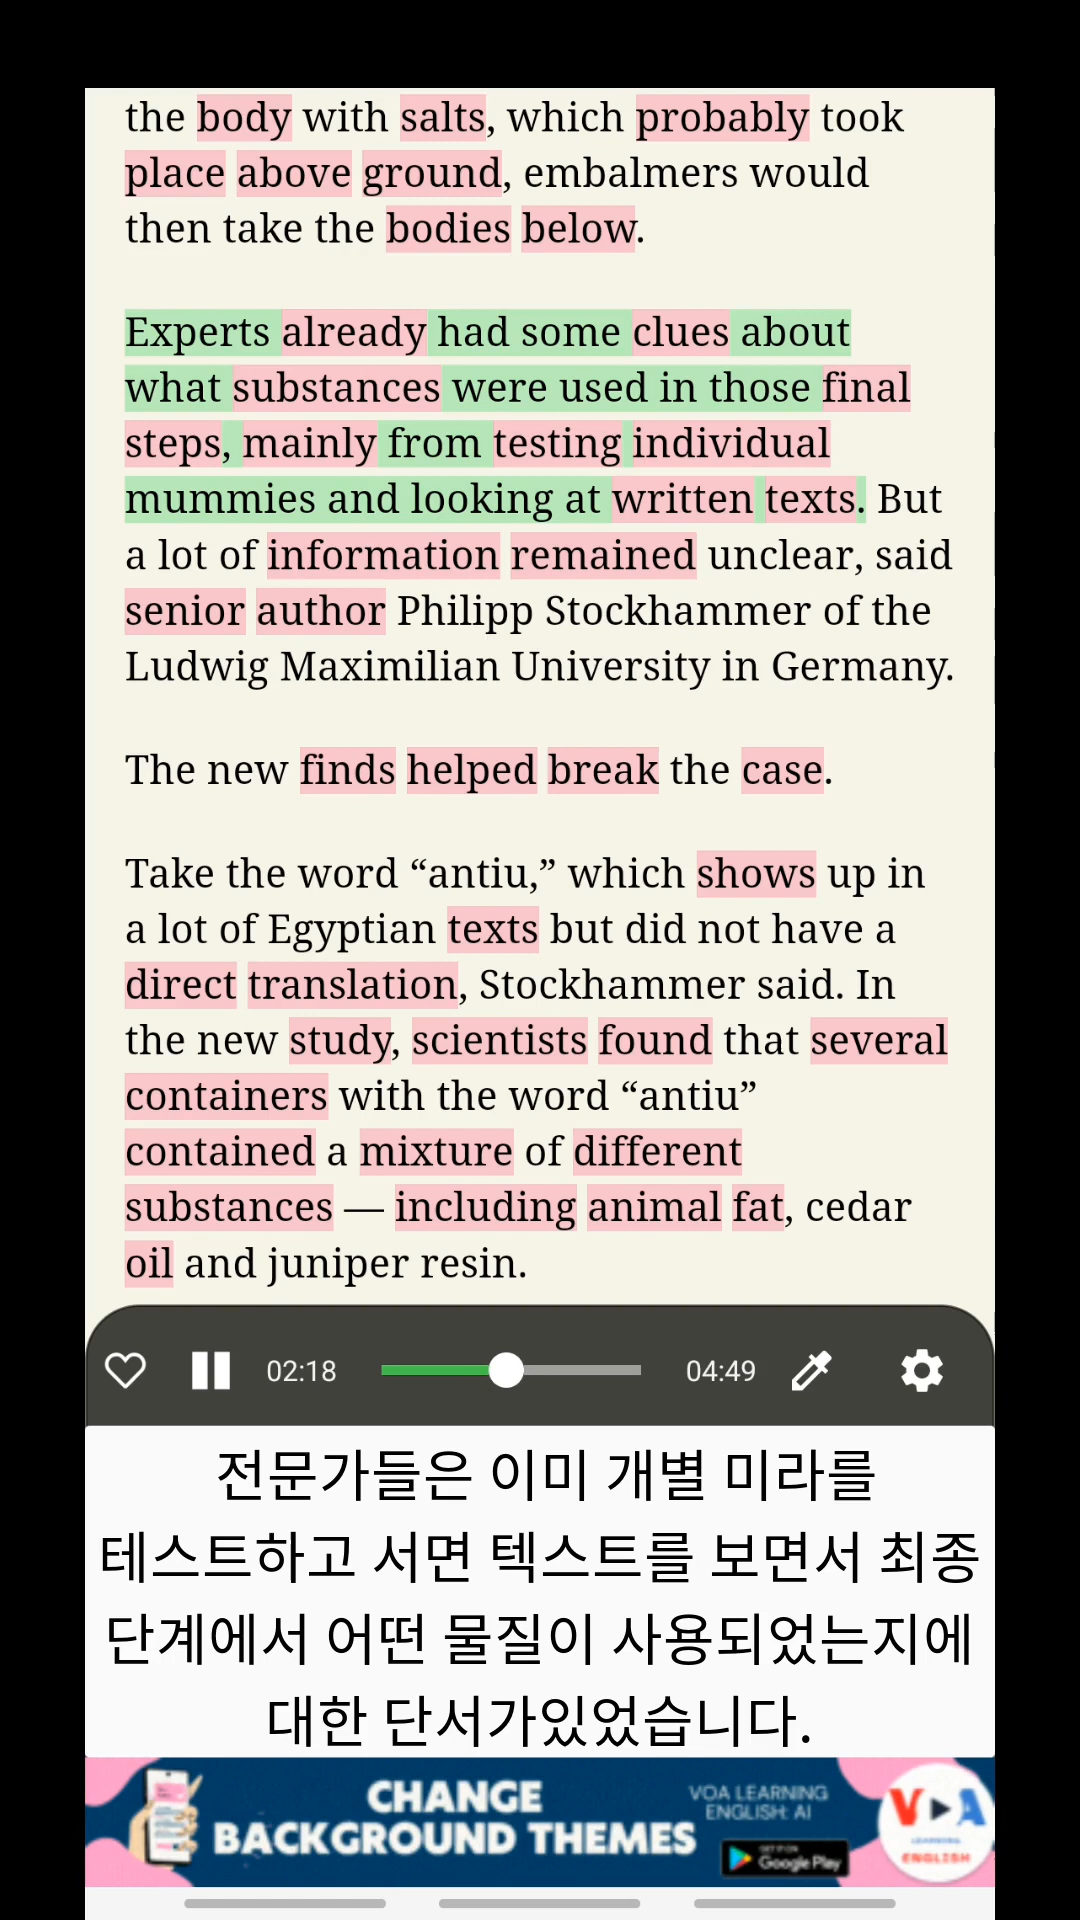 the body with salts, which probably took
place above ground, embalmers would
then take the bodies below.
Experts already had some clues about
what substances were used in those final
steps, mainly from testing individual
mummies and looking at written texts. But
a lot of information remained unclear, said
senior author Philipp Stockhammer of the
Ludwig Maximilian University in Germany.
The new finds helped break the case.
Take the word “antiu,” which shows up in
a lot of Egyptian texts but did not have a
direct translation, Stockhammer said. In
the new study, scientists found that several
containers with the word “antiu”
contained a mixture of different
substances — including animal fat, cedar
oil and juniper resin.
02:18 04:49
전문가들은 이미 개별 미라를
테스트하고 서면 텍스트를 보면서 최종
단계에서 어떤 물질이 사용되었는지에
대한 단서가있었습니다.
CHANGE
BACKGROUND THEMES
VOA LEARNING
ENGLISH: AI
GET IT ON
Google Play
VOA
LEARNING
ENGLISH